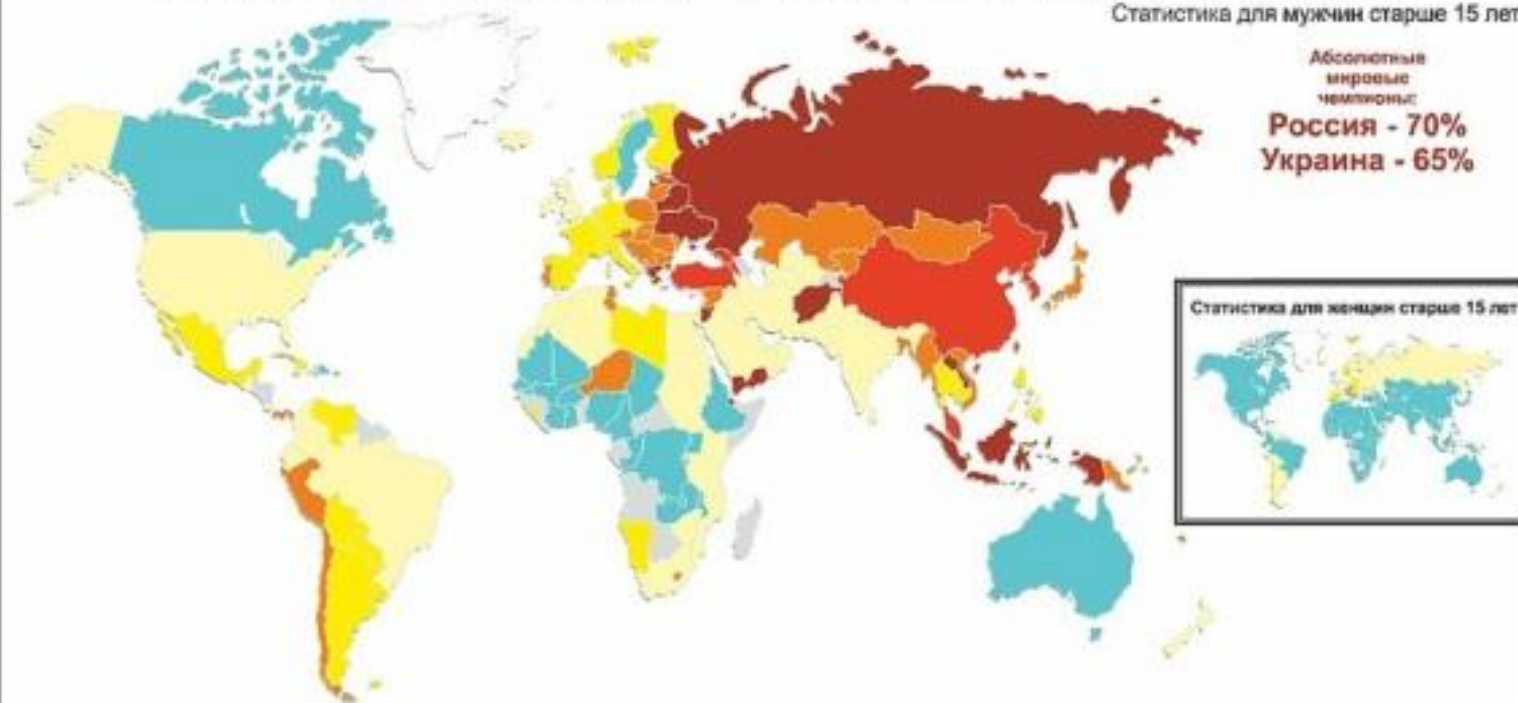 Статистика для мужчин старше 15 лет
Абсолютные
мировые
чемпионы:
Россия - 70%
Украина - 65%
Статистика для женщин старше 15 лет